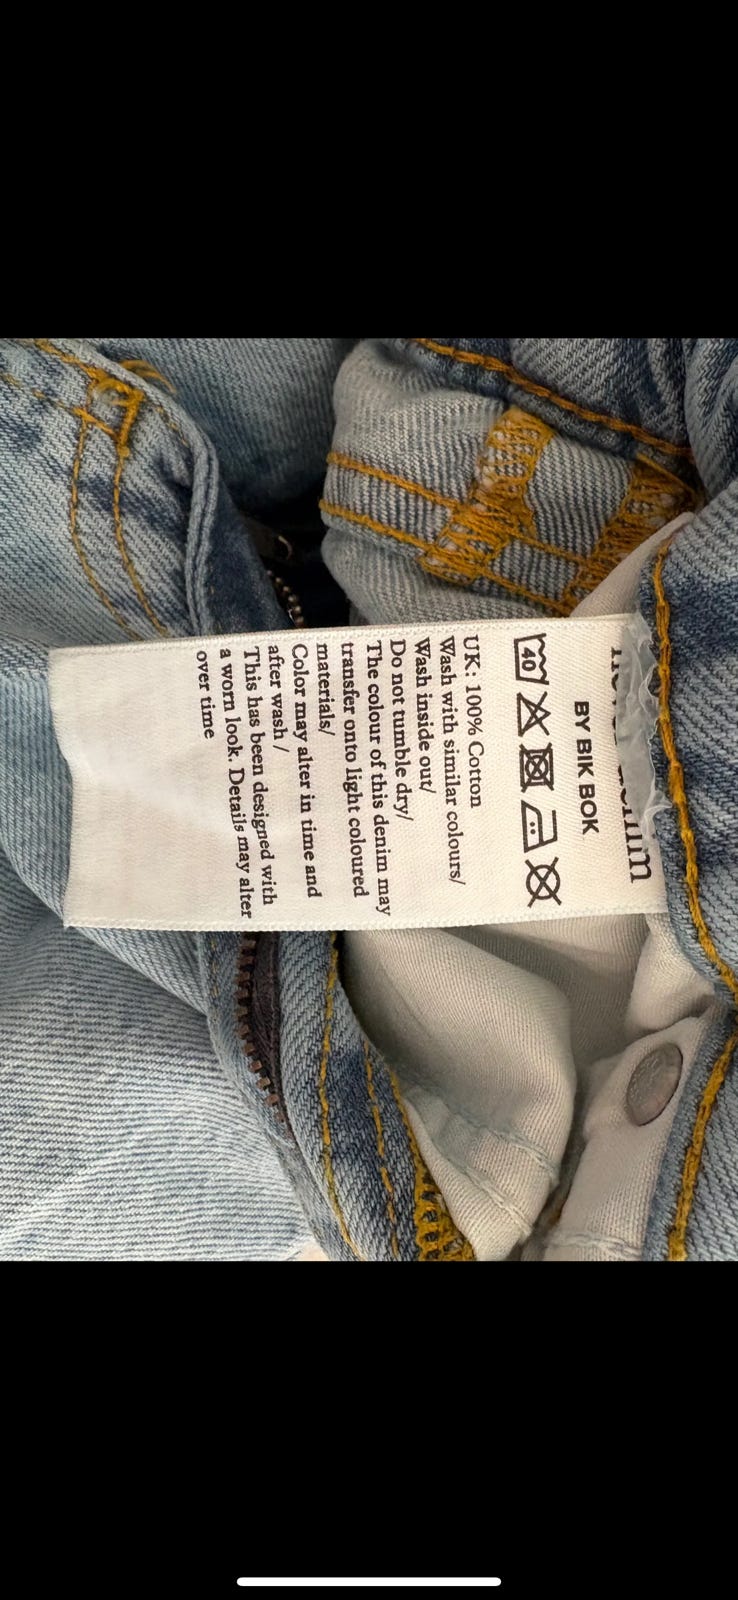 BY BIK BOK
40
UK: 100% Cotton
Wash with similar colours/
Wash inside out/
Do not tumble dry/
The colour of this denim may
transfer onto light coloured
materials/
Color may alter in time and
after wash /
This has been designed with
a worn look. Details may alter
over time